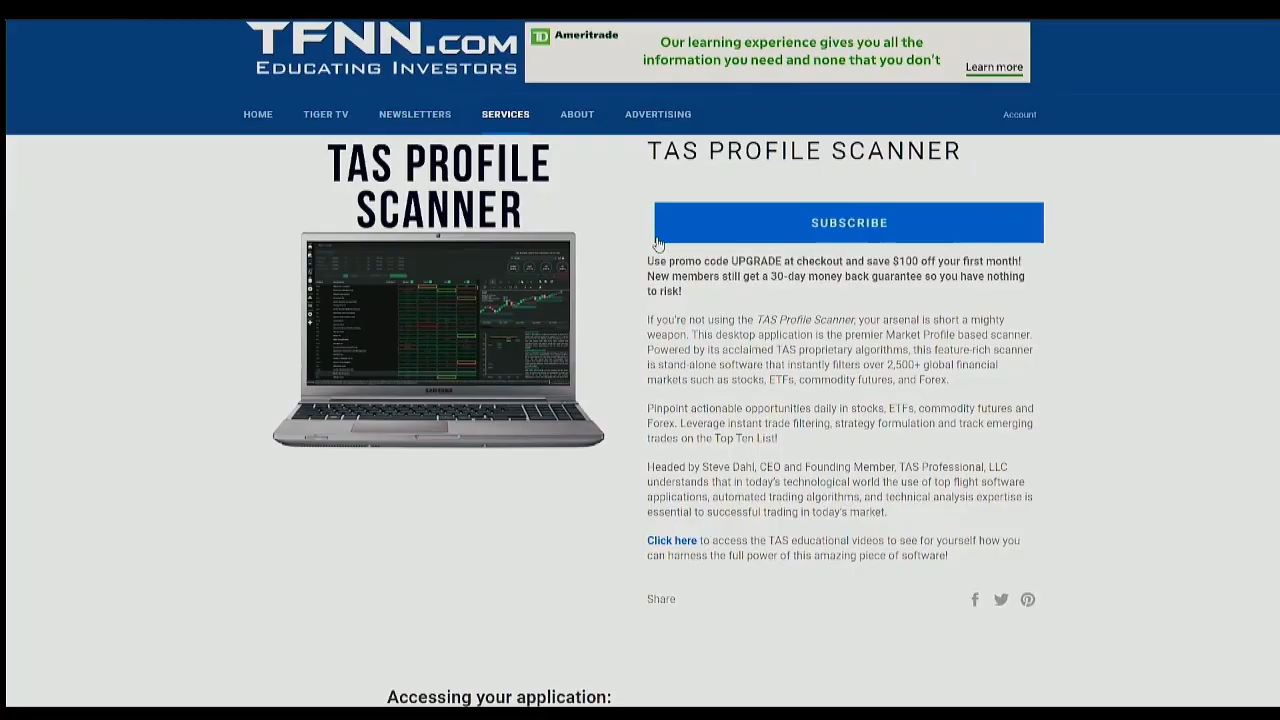 TFNN.COM
EDUCATING INVESTORS
Ameritrade
Our learning experience gives you all the
information you need and none that you don't
Learn more
HOME
TIGER TV
NEWSLETTERS
SERVICES
ABOUT
ADVERTISING
Account
TAS PROFILE
SCANNER
SAMSUNG
TAS PROFILE SCANNER
SUBSCRIBE
Use promo code UPGRADE at checkout and save $100 off your first month!
New members still get a 30-day money back guarantee so you have nothing
to risk!
If you're not using the TAS Profile Scanner, your arsenal is short a mighty
weapon. This desktop application is the premier Market Profile based scanner.
Powered by its acclaimed TAS proprietary algorithms, this feature-rich scanner
is stand-alone software that instantly filters over 2,500+ global financial
markets such as stocks, ETFs, commodity futures, and Forex.
Pinpoint actionable opportunities daily in stocks, ETFs, commodity futures and
Forex. Leverage instant trade filtering, strategy formulation and track emerging
trades on the Top Ten List!
Headed by Steve Dahl, CEO and Founding Member, TAS Professional, LLC
understands that in today's technological world the use of top flight software
applications, automated trading algorithms, and technical analysis expertise is
essential to successful trading in today's market.
Click here to access the TAS educational videos to see for yourself how you
can harness the full power of this amazing piece of software!
Share
Accessing your application: